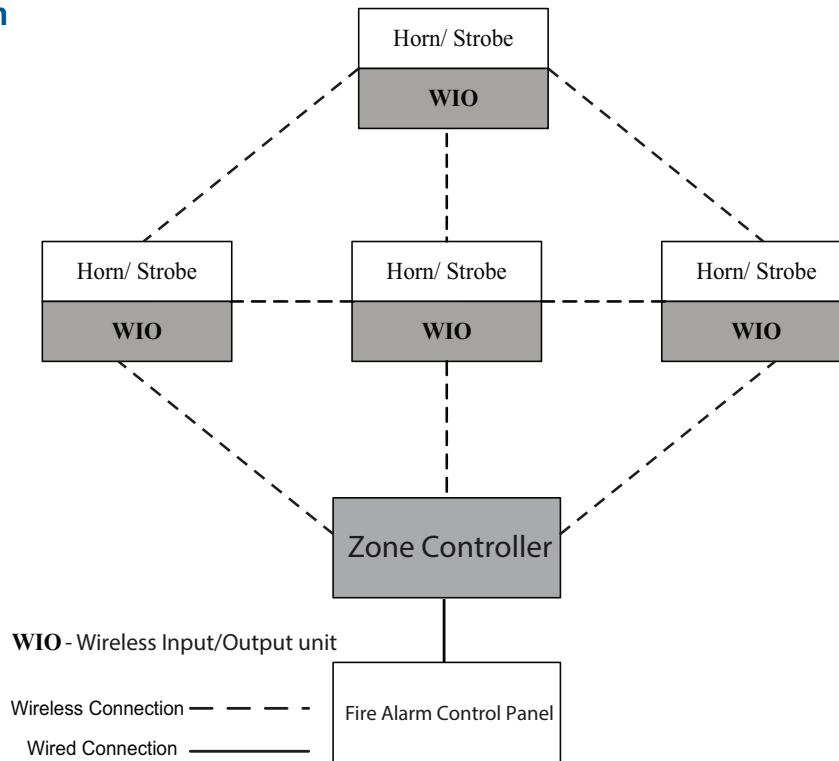 n
Horn/ Strobe
WIO
Horn/ Strobe
WIO
Horn/ Strobe
WIO
Horn/ Strobe
WIO
Zone Controller
WIO - Wireless Input/Output unit
Fire Alarm Control Panel
Wireless Connection
Wired Connection